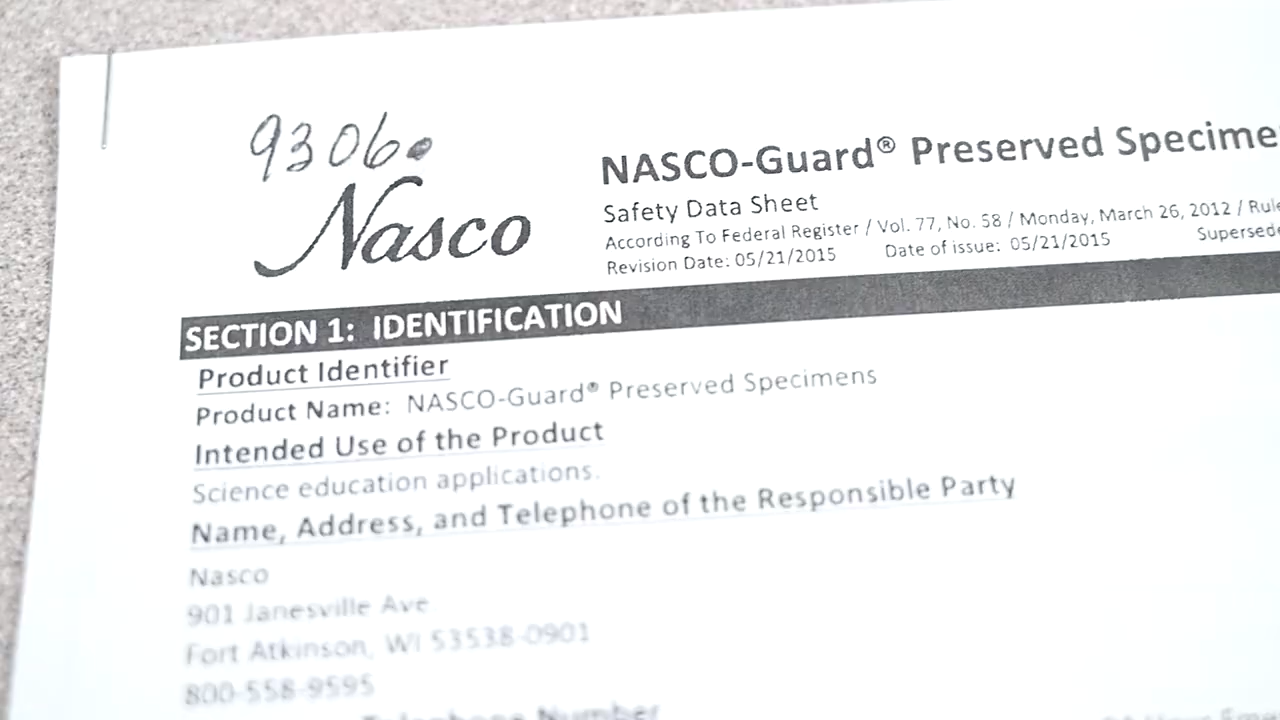 9306.
Nasco
NASCO-Guard® Preserved Specime
Safety Data Sheet
According To Federal Register / Vol. 77, No. 58 / Monday, March 26, 2012 / Rule
Revision Date: 05/21/2015 Date of issue: 05/21/2015 Supersede
SECTION 1: IDENTIFICATION
Product Identifier
Product Name: NASCO-Guard® Preserved Specimens
Intended Use of the Product
Science education applications.
Name, Address, and Telephone of the Responsible Party
Nasco
901 Janesville Ave
Fort Atkinson, WI 53538-0901
800-558-9595
Telephone Number